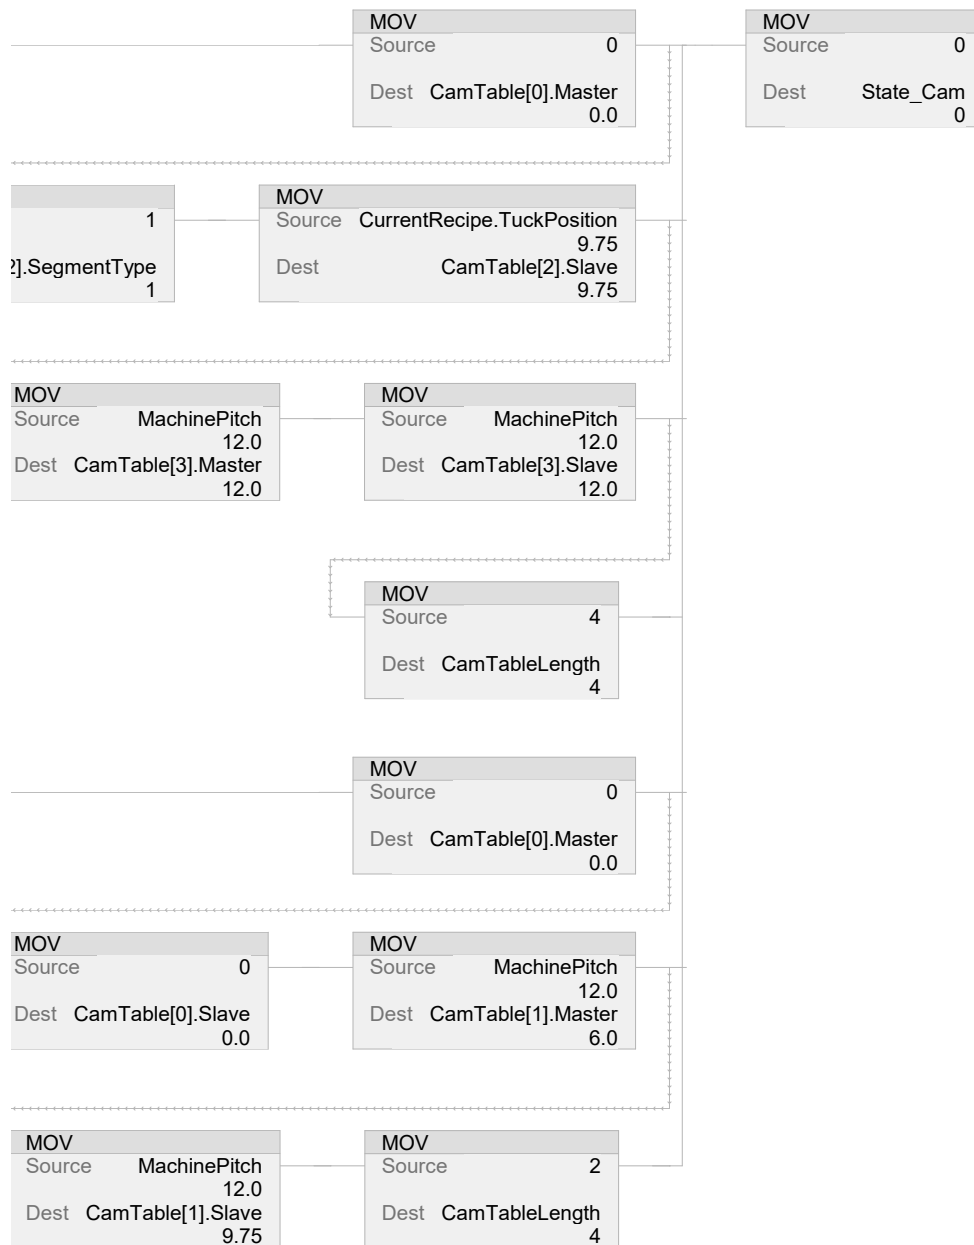 MOV MOV
Source 0 Source 0
Dest CamTable[0].Master Dest State_Cam
0.0 0
MOV
1 Source CurrentRecipe.TuckPosition
9.75
2].SegmentType Dest CamTable[2].Slave
1 9.75
MOV MOV
Source MachinePitch Source MachinePitch
12.0 12.0
Dest CamTable[3].Master Dest CamTable[3].Slave
12.0 12.0
MOV
Source 4
Dest CamTableLength
4
MOV
Source 0
Dest CamTable[0].Master
0.0
MOV MOV
Source 0 Source MachinePitch
12.0
Dest CamTable[0].Slave Dest CamTable[1].Master
0.0 6.0
MOV MOV
Source MachinePitch Source 2
12.0
Dest CamTable[1].Slave Dest CamTableLength
9.75 4